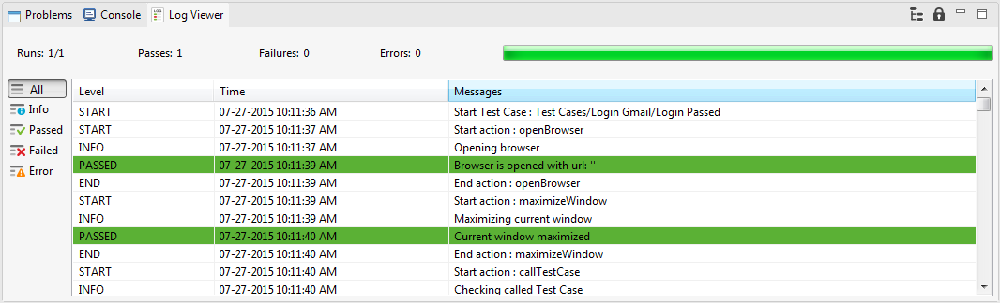 Problems Console Log Viewer
Runs: 1/1 Passes: 1 Failures: 0 Errors: 0
All
Info
Passed
Failed
Error
Level Time Messages
START 07-27-2015 10:11:36 AM Start Test Case : Test Cases/Login Gmail/Login Passed
START 07-27-2015 10:11:37 AM Start action : openBrowser
INFO 07-27-2015 10:11:37 AM Opening browser
PASSED 07-27-2015 10:11:39 AM Browser is opened with url: ''
END 07-27-2015 10:11:39 AM End action : openBrowser
START 07-27-2015 10:11:39 AM Start action : maximizeWindow
INFO 07-27-2015 10:11:39 AM Maximizing current window
PASSED 07-27-2015 10:11:40 AM Current window maximized
END 07-27-2015 10:11:40 AM End action : maximizeWindow
START 07-27-2015 10:11:40 AM Start action : callTestCase
INFO 07-27-2015 10:11:40 AM Checking called Test Case